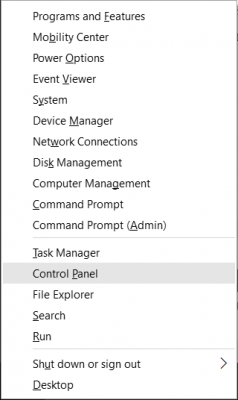 Programs and Features
Mobility Center
Power Options
Event Viewer
System
Device Manager
Network Connections
Disk Management
Computer Management
Command Prompt
Command Prompt (Admin)
Task Manager
Control Panel
File Explorer
Search
Run
Shut down or sign out
Desktop